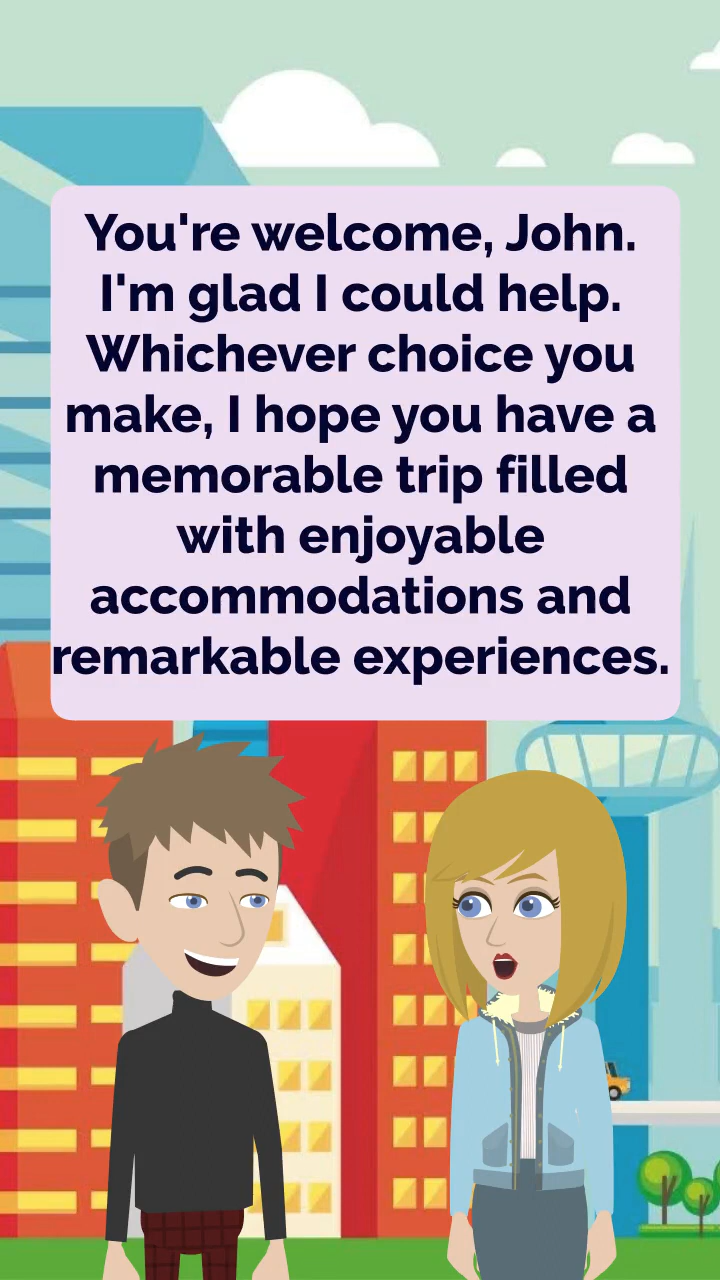 You're welcome, John.
I'm glad I could help.
Whichever choice you
make, I hope you have a
memorable trip filled
with enjoyable
accommodations and
remarkable experiences.